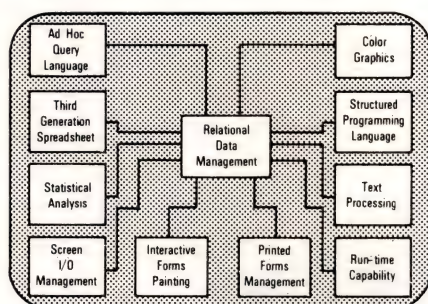 Ad Hoc
Query
Language
Color
Graphics
Third
Generation
Spreadsheet
Relational
Data
Management
Structured
Programming
Language
Statistical
Analysis
Text
Processing
Screen
I/O
Management
Interactive
Forms
Painting
Printed
Forms
Management
Run-time
Capability